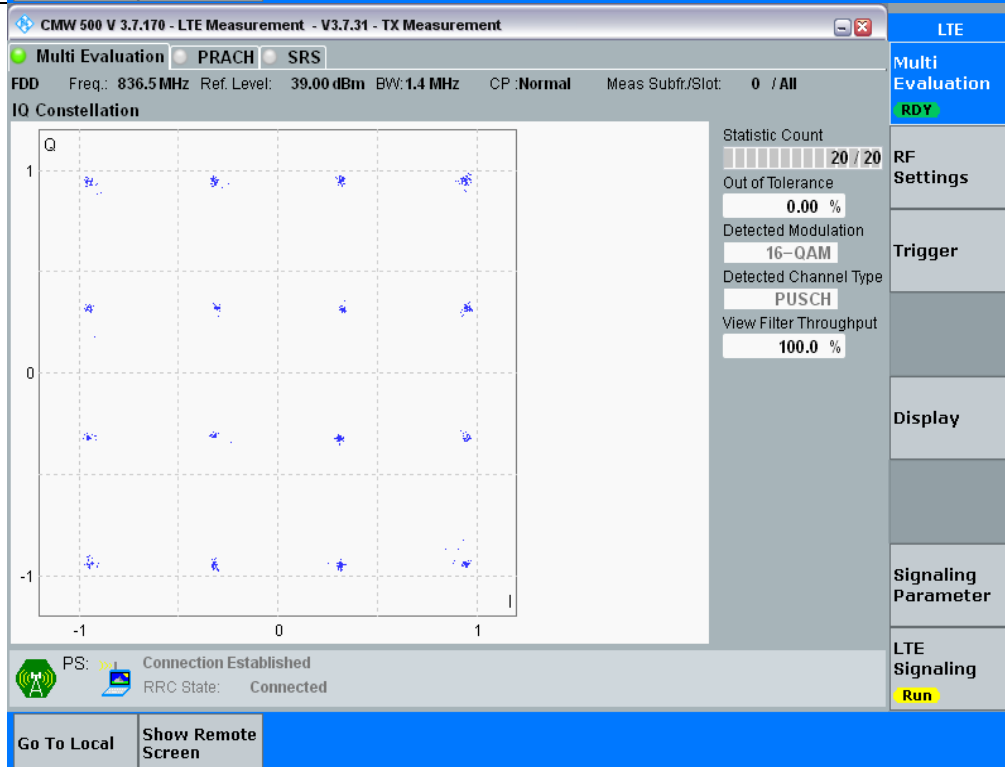 CMW 500 V 3.7.170 - LTE Measurement - V3.7.31 - TX Measurement
LTE
Multi Evaluation PRACH SRS
FDD Freq.: 836.5 MHz Ref. Level: 39.00 dBm BW: 1.4 MHz CP :Normal Meas Subfr./Slot: 0 / All
IQ Constellation
Q
1
0
-1
-1 0 1
I
Statistic Count
20 / 20
Out of Tolerance
0.00 %
Detected Modulation
16-QAM
Detected Channel Type
PUSCH
View Filter Throughput
100.0 %
PS: Connection Established
RRC State: Connected
Multi
Evaluation
RDY
RF
Settings
Trigger
Display
Signaling
Parameter
LTE
Signaling
Run
Go To Local
Show Remote
Screen